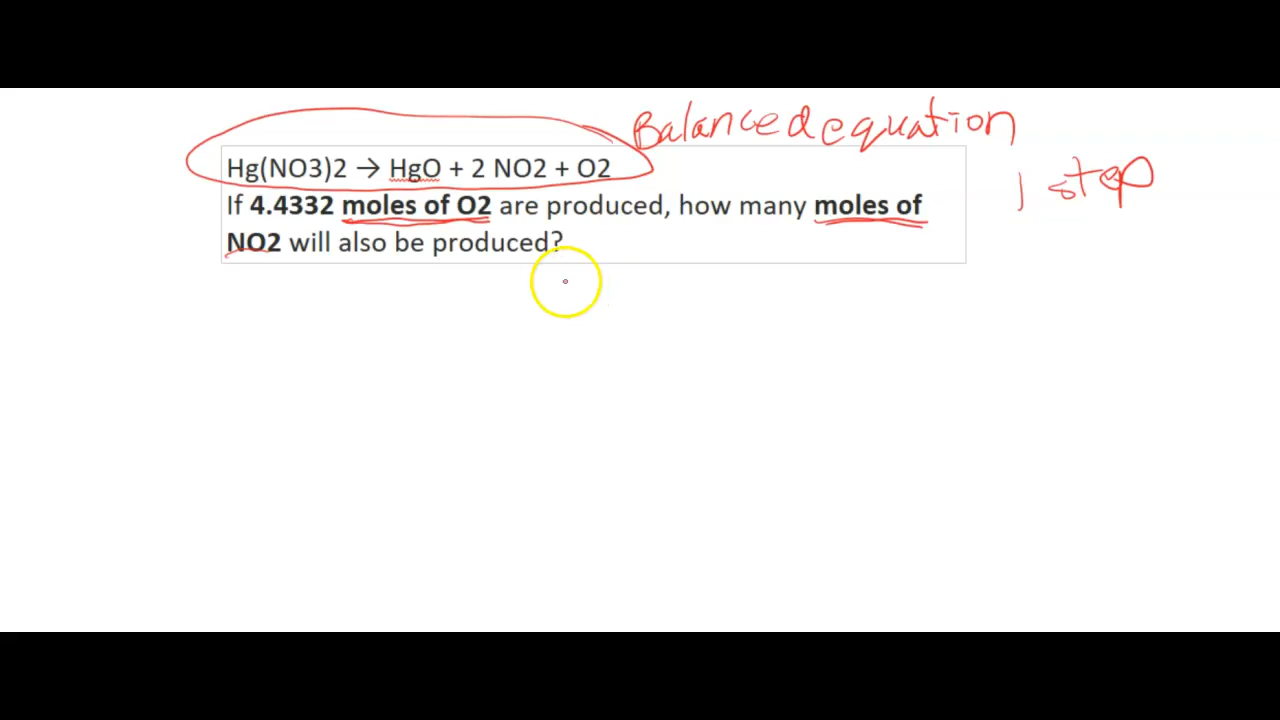 Balanced equation
1 step
Hg(NO3)2 → HgO + 2 NO2 + O2
If 4.4332 moles of O2 are produced, how many moles of
NO2 will also be produced?